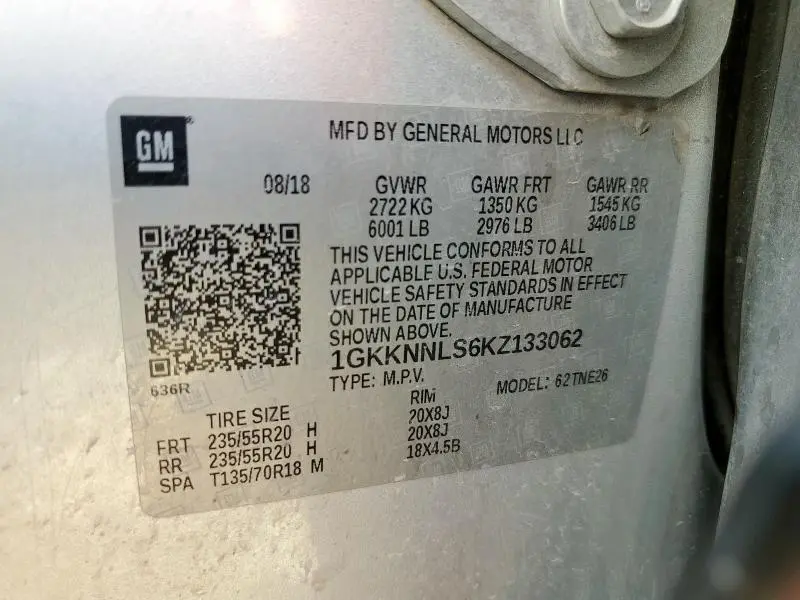 GM
MFD BY GENERAL MOTORS LLC
08/18 GVWR GAWR FRT GAWR RR
2722 KG 1350 KG 1545 KG
6001 LB 2976 LB 3406 LB
THIS VEHICLE CONFORMS TO ALL
APPLICABLE U.S. FEDERAL MOTOR
VEHICLE SAFETY STANDARDS IN EFFECT
ON THE DATE OF MANUFACTURE
SHOWN ABOVE.
1GKKNNLS6KZ133062
TYPE: M.P.V. MODEL: 62TNE26
636R
TIRE SIZE RIM
FRT 235/55R20 H 20X8J
RR 235/55R20 H 20X8J
SPA T135/70R18 M 18X4.5B